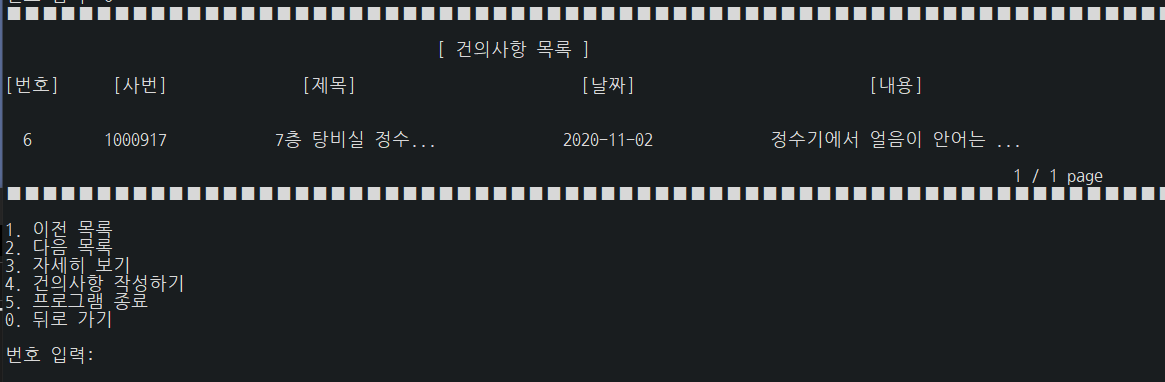 [ 건의사항 목록 ]
[번호] [사번] [제목] [날짜] [내용]
6 1000917 7층 탕비실 정수... 2020-11-02 정수기에서 얼음이 안어는 ...
1 / 1 page
1. 이전 목록
2. 다음 목록
3. 자세히 보기
4. 건의사항 작성하기
5. 프로그램 종료
0. 뒤로 가기
번호 입력: